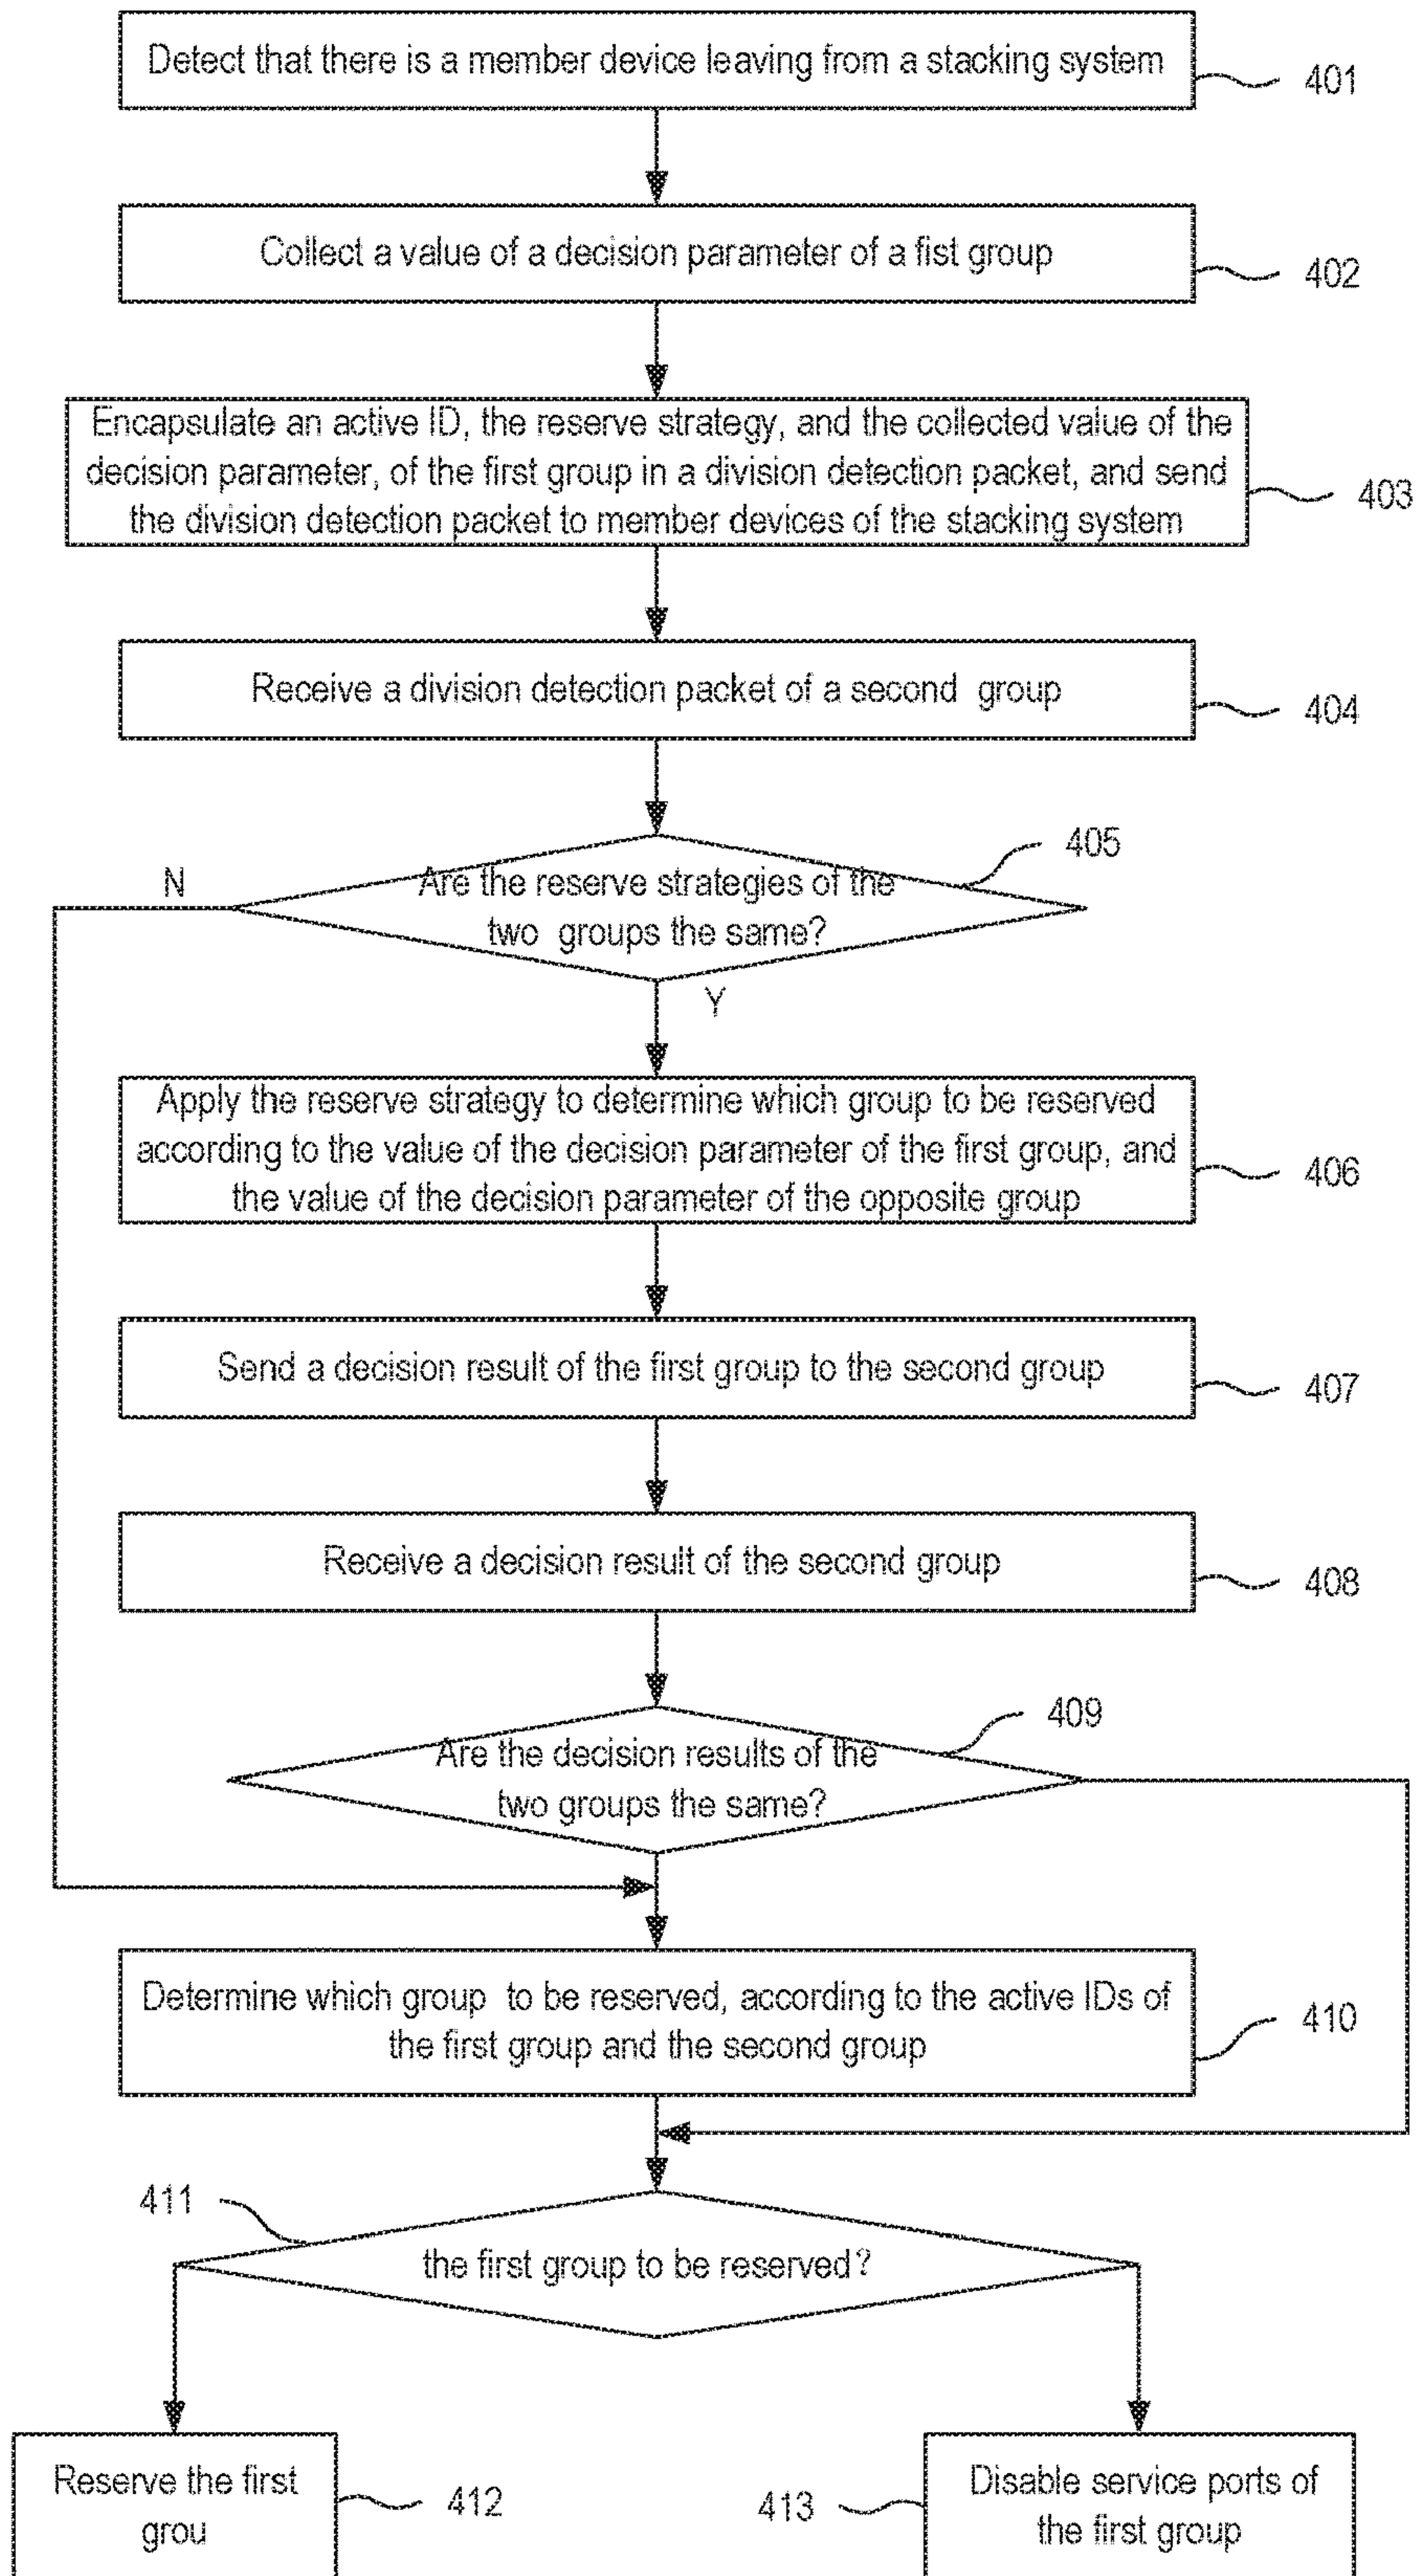 Detect that there is a member device leaving from a stacking system
401
Collect a value of a decision parameter of a fist group
402
Encapsulate an active ID, the reserve strategy, and the collected value of the
decision parameter, of the first group in a division detection packet, and send
the division detection packet to member devices of the stacking system
403
Receive a division detection packet of a second group
404
405
N
Are the reserve strategies of the
two groups the same?
Y
Apply the reserve strategy to determine which group to be reserved
according to the value of the decision parameter of the first group, and
the value of the decision parameter of the opposite group
406
Send a decision result of the first group to the second group
407
Receive a decision result of the second group
408
409
Are the decision results of the
two groups the same?
Determine which group to be reserved, according to the active IDs of
the first group and the second group
410
411
the first group to be reserved?
Reserve the first
grou
412
413
Disable service ports of
the first group